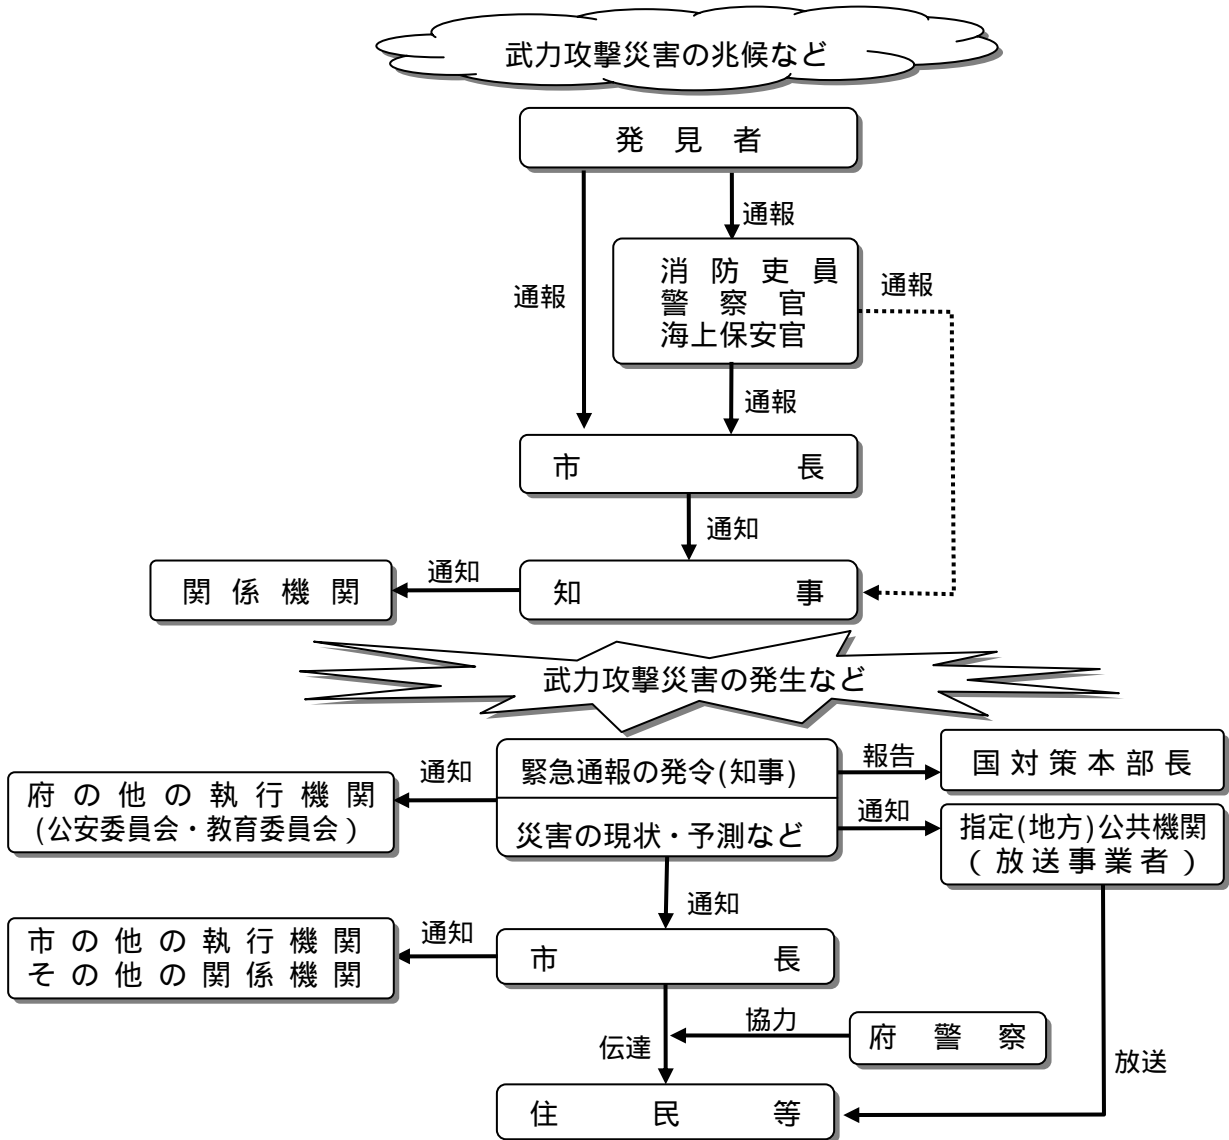 武力攻撃災害の兆候など
発見者
通報
消防吏員
警察官
海上保安官
通報
通報
通報
市長
通知
関係機関
通知
知事
武力攻撃災害の発生など
緊急通報の発令(知事)
災害の現状・予測など
報告
国対策本部長
通知
府の他の執行機関
(公安委員会・教育委員会)
通知
指定(地方)公共機関
(放送事業者)
通知
市の他の執行機関
その他の関係機関
通知
市長
協力
府警察
伝達
放送
住民等